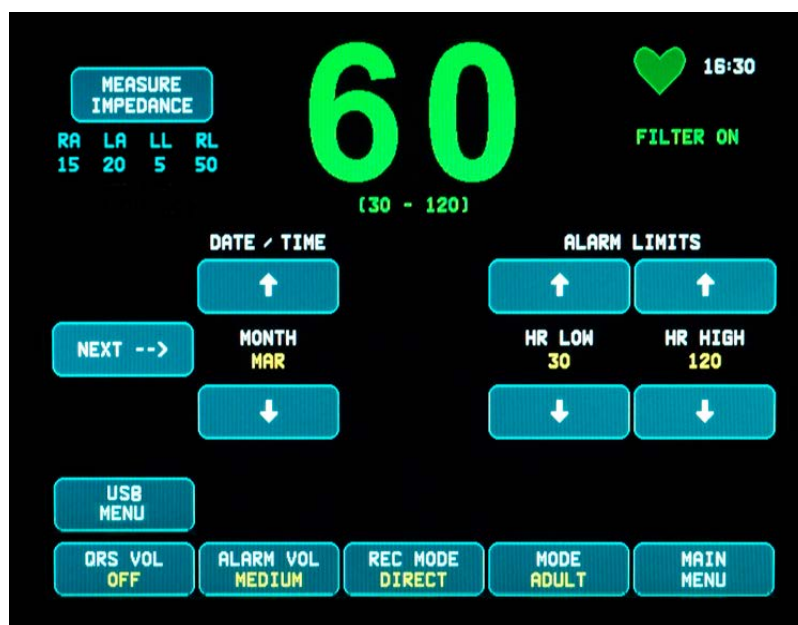 MEASURE
IMPEDANCE
RA LA LL RL
15 20 5 50
60
(30 - 120)
16:30
FILTER ON
DATE / TIME
ALARM LIMITS
NEXT -->
MONTH
MAR
HR LOW
30
HR HIGH
120
USB
MENU
QRS VOL
OFF
ALARM VOL
MEDIUM
REC MODE
DIRECT
MODE
ADULT
MAIN
MENU